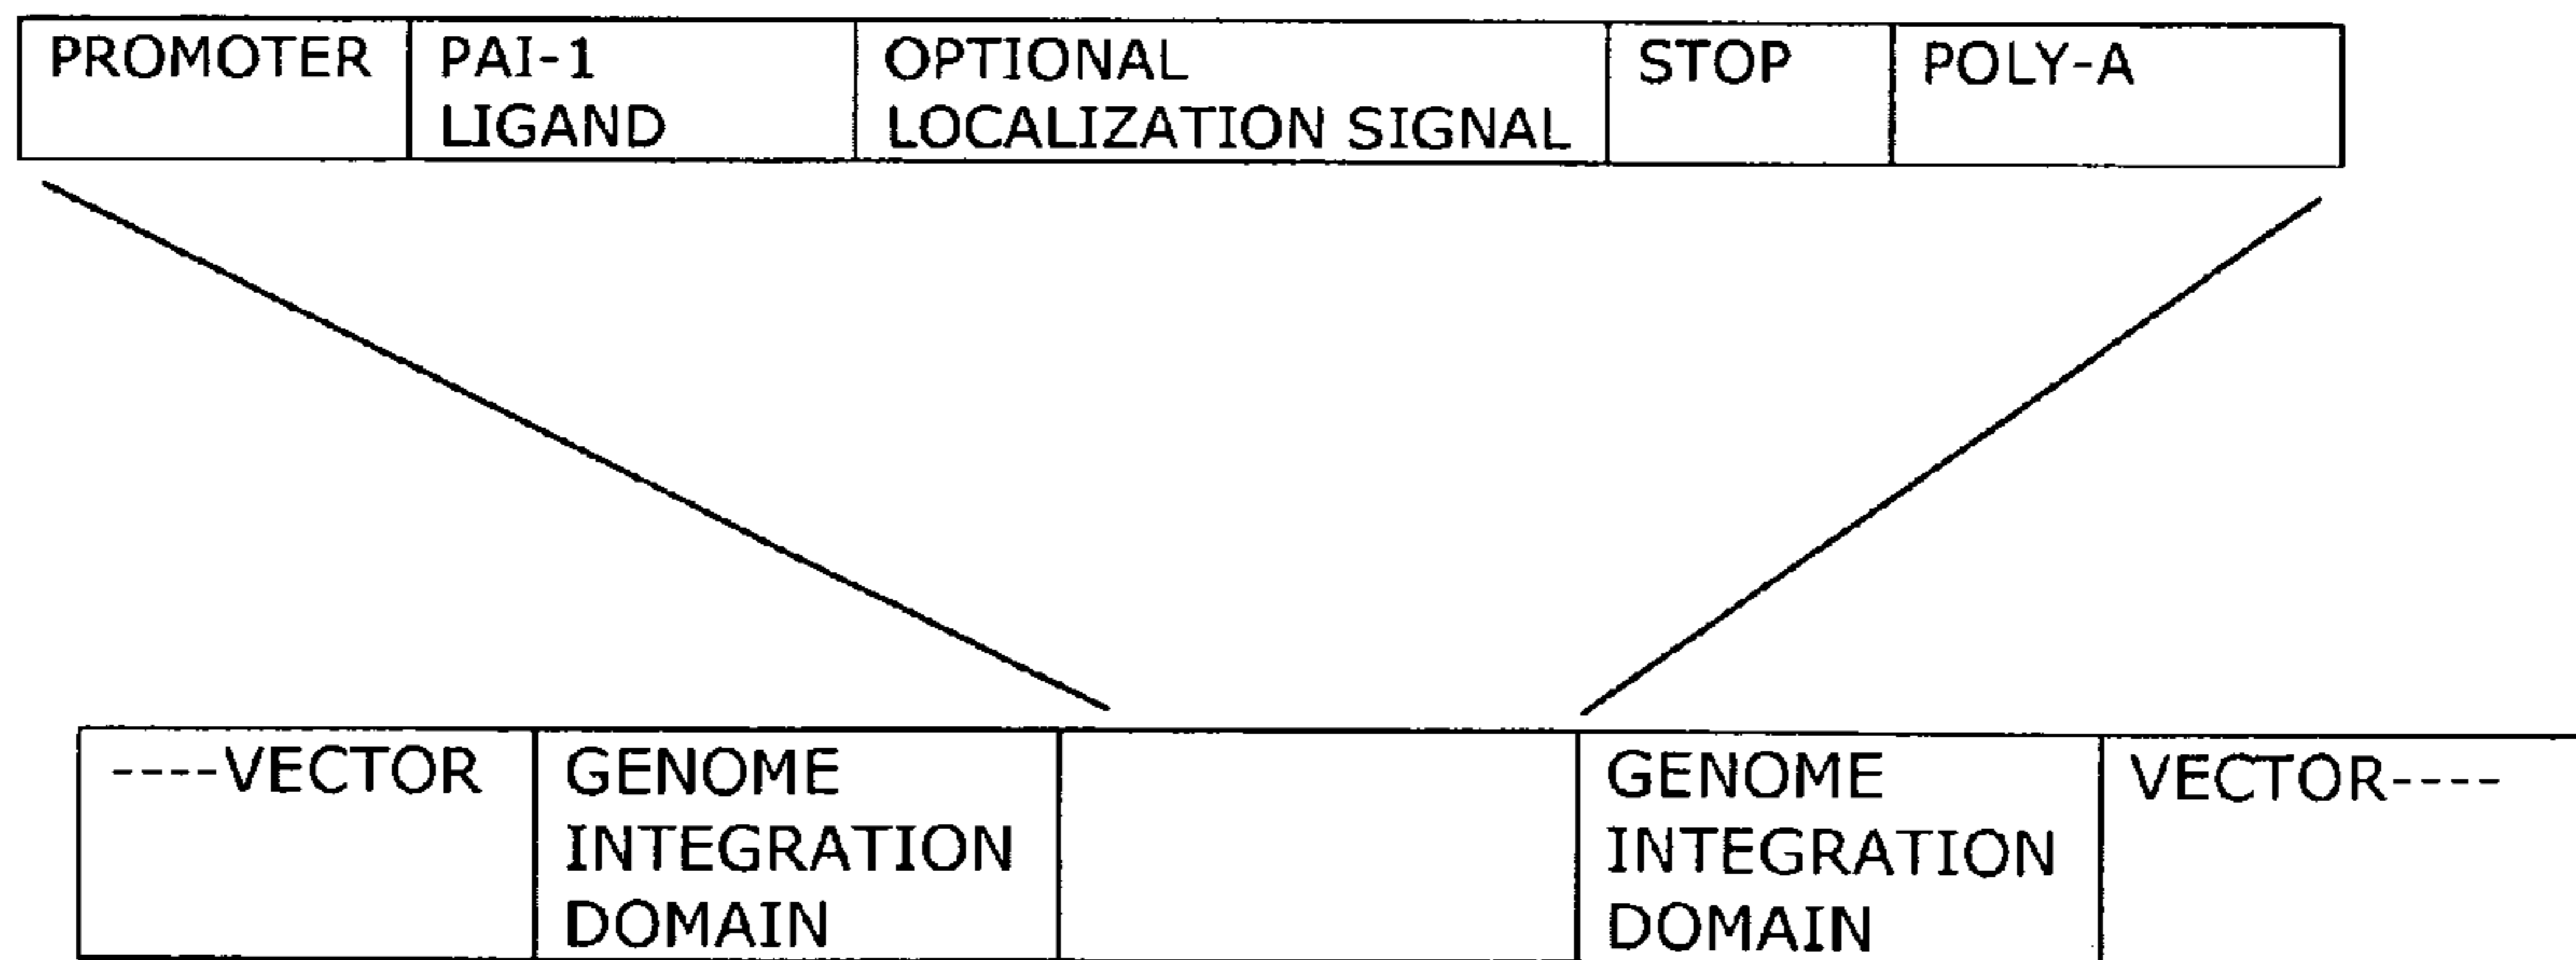 PROMOTER
PAI-1
LIGAND
OPTIONAL
LOCALIZATION SIGNAL
STOP
POLY-A
----VECTOR
GENOME
INTEGRATION
DOMAIN
GENOME
INTEGRATION
DOMAIN
VECTOR----